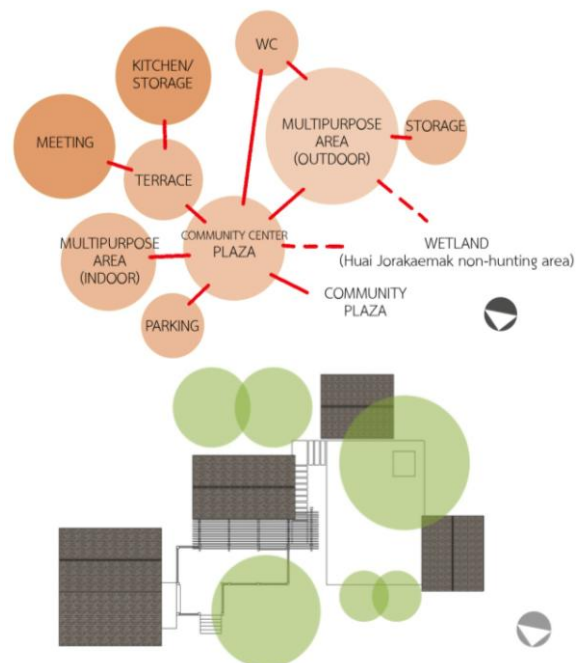 WC
KITCHEN/
STORAGE
MULTIPURPOSE
AREA
(OUTDOOR)
STORAGE
MEETING
TERRACE
COMMUNITY CENTER
PLAZA
MULTIPURPOSE
AREA
(INDOOR)
WETLAND
(Huai Jorakaemak non-hunting area)
COMMUNITY
PLAZA
PARKING